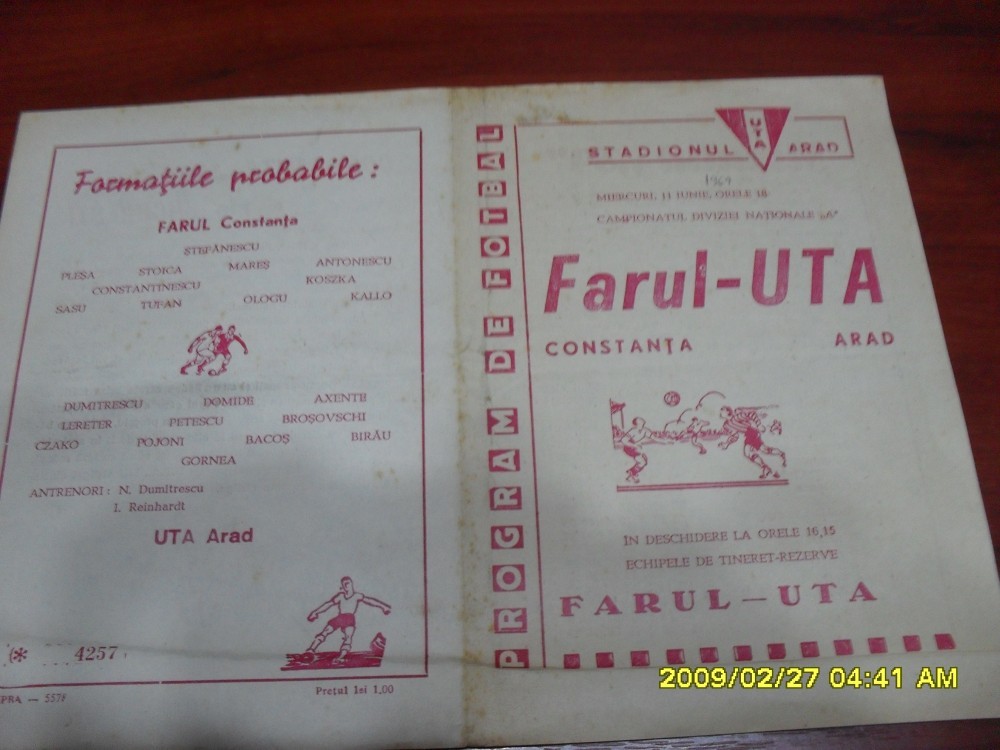 Formațiile probabile :
FARUL Constanța
ȘTEFĂNESCU
PLEȘA STOICA MAREȘ ANTONESCU
CONSTANTINESCU KOSZKA
SASU TUFAN OLOGU KALLO
DUMITRESCU DOMIDE AXENTE
LERETER PETESCU BROȘOVSCHI
CZAKO POJONI BACOȘ BIRĂU
GORNEA
ANTRENORI : N. Dumitrescu
I. Reinhardt
UTA Arad
4257
Prețul lei 1,00
PROGRAM DE FOTBAL
STADIONUL UTA ARAD
1969
MIERCURI, 11 IUNIE, ORELE 18
CAMPIONATUL DIVIZIEI NAȚIONALE „A”
Farul-UTA
CONSTANȚA ARAD
IN DESCHIDERE LA ORELE 16,15
ECHIPELE DE TINERET-REZERVE
FARUL – UTA
2009/02/27 04:41 AM